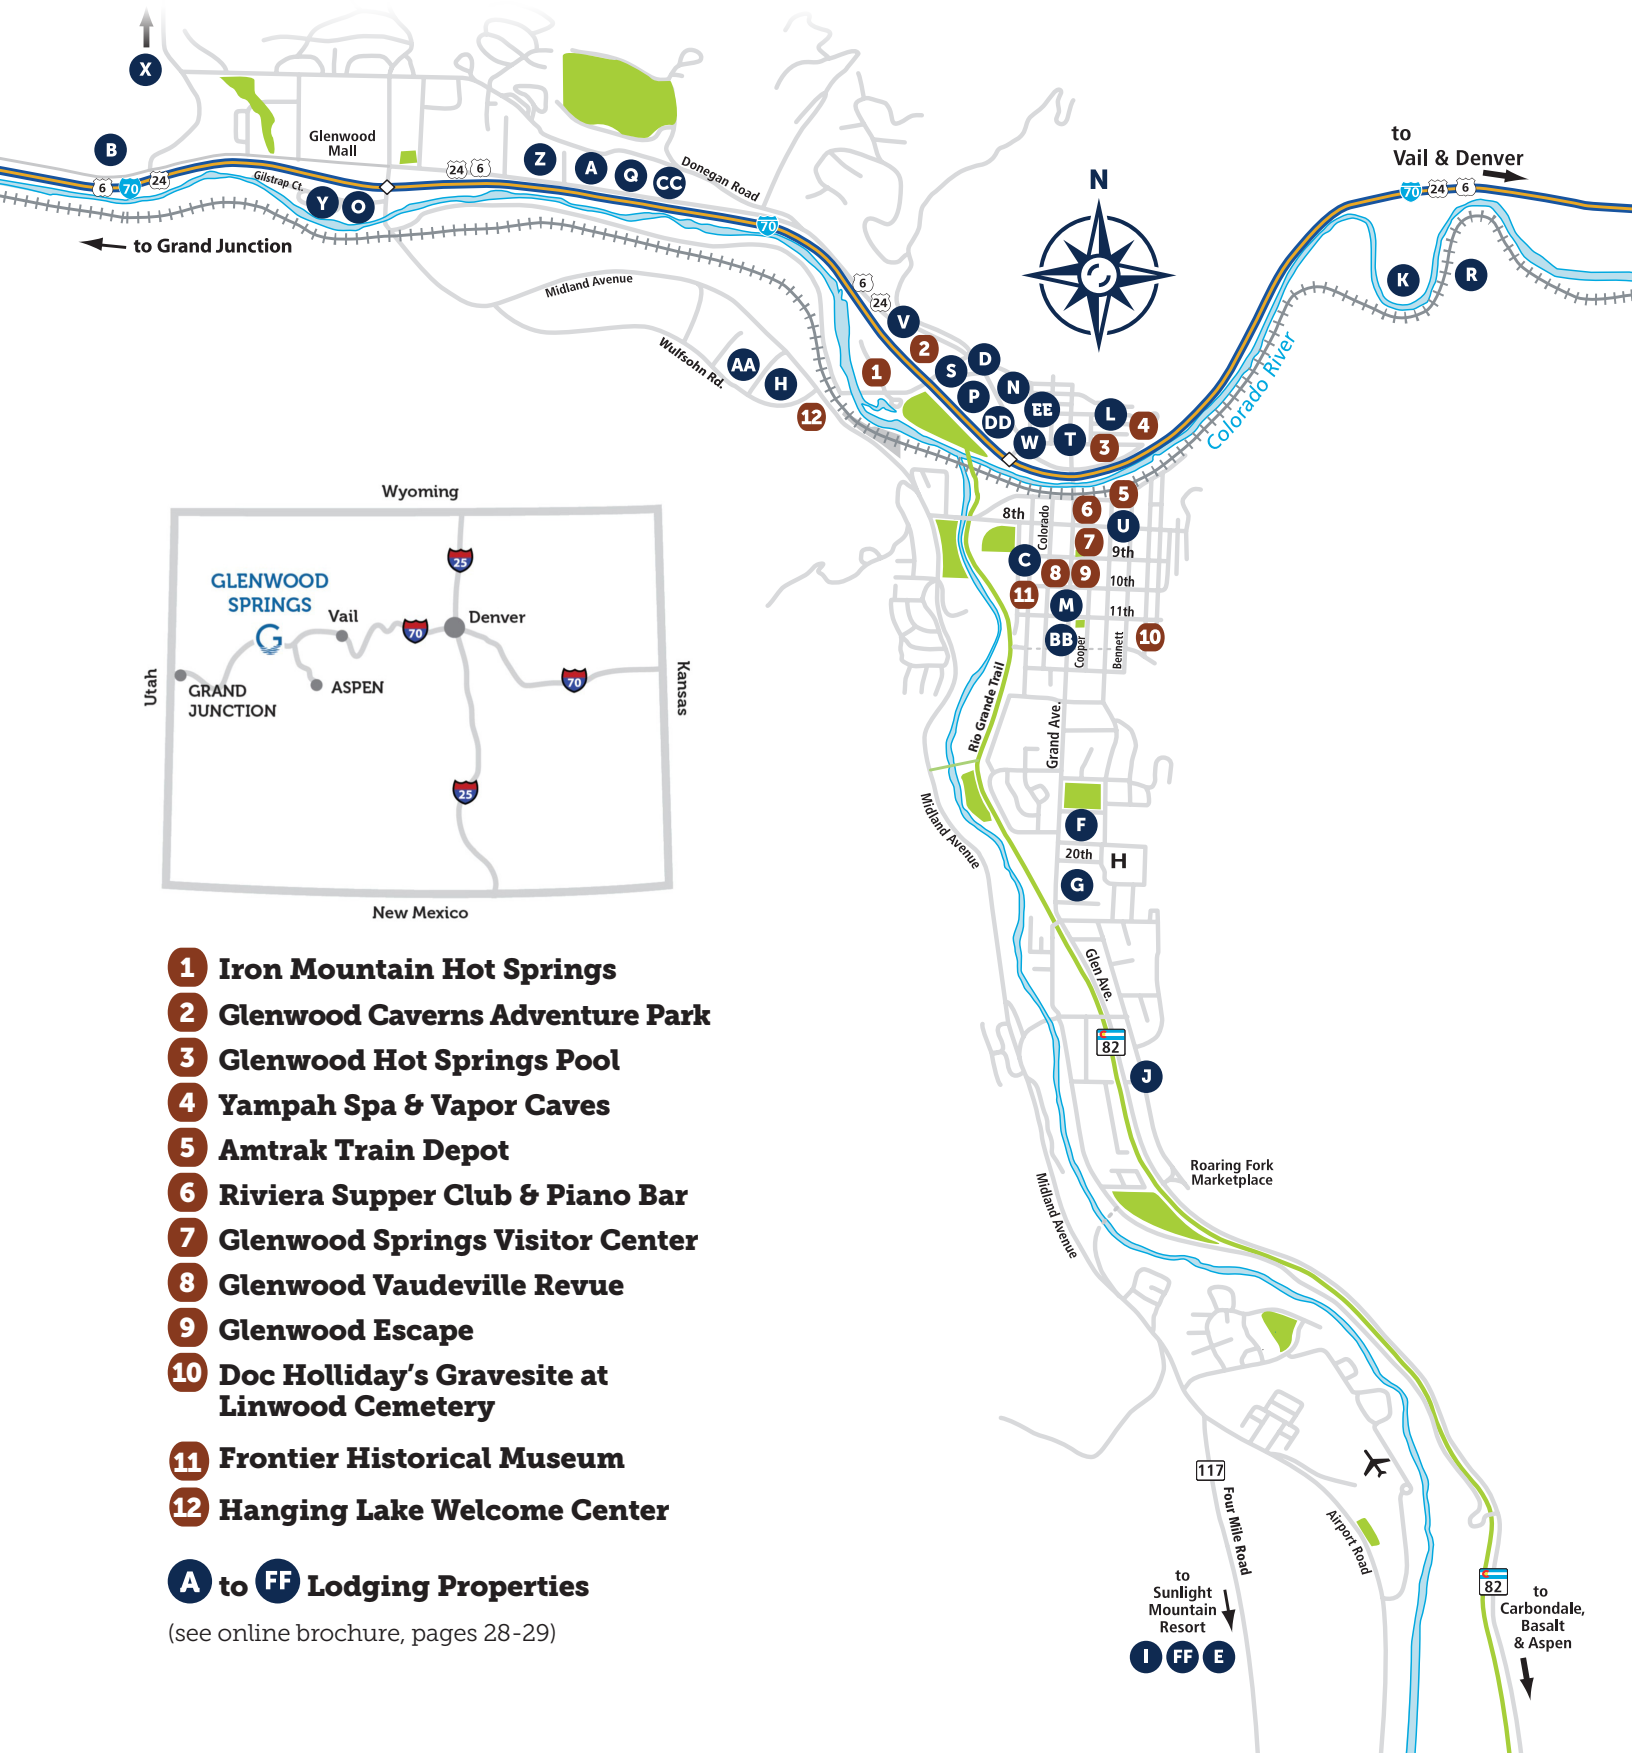 X
B
Glenwood
Mall
24 6
Z
A
Q
CC
Donegan Road
6 70 24
Gilstrap Ct.
Y
O
70
to Grand Junction
to
Vail & Denver
70 24 6
N
K
R
Midland Avenue
6
24
V
2
1
S
D
P
N
DD
EE
W
T
L
4
3
Wulfsohn Rd.
AA
H
12
Colorado River
5
6
U
7
8th
Colorado
9th
C
8
9
10th
11
M
11th
BB
Cooper
Bennett
10
Rio Grande Trail
Grand Ave.
Midland Avenue
F
20th
H
G
Glen Ave.
82
J
Roaring Fork
Marketplace
Midland Avenue
117
Four Mile Road
Airport Road
to
Sunlight
Mountain
Resort
I FF E
82
to
Carbondale,
Basalt
& Aspen
Wyoming
25
GLENWOOD
SPRINGS
G
Vail
70
Denver
Utah
GRAND
JUNCTION
ASPEN
70
Kansas
25
New Mexico
1 Iron Mountain Hot Springs
2 Glenwood Caverns Adventure Park
3 Glenwood Hot Springs Pool
4 Yampah Spa & Vapor Caves
5 Amtrak Train Depot
6 Riviera Supper Club & Piano Bar
7 Glenwood Springs Visitor Center
8 Glenwood Vaudeville Revue
9 Glenwood Escape
10 Doc Holliday's Gravesite at
Linwood Cemetery
11 Frontier Historical Museum
12 Hanging Lake Welcome Center
A to FF Lodging Properties
(see online brochure, pages 28-29)